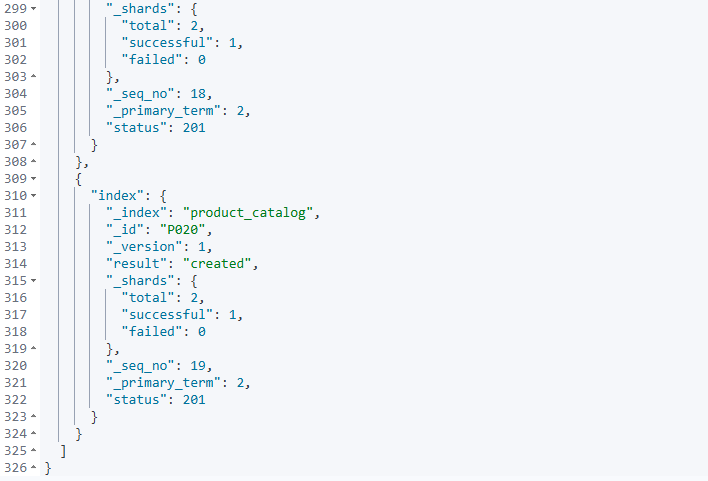 299 "_shards": {
300 "total": 2,
301 "successful": 1,
302 "failed": 0
303 },
304 "_seq_no": 18,
305 "_primary_term": 2,
306 "status": 201
307 }
308 },
309 {
310 "index": {
311 "_index": "product_catalog",
312 "_id": "P020",
313 "_version": 1,
314 "result": "created",
315 "_shards": {
316 "total": 2,
317 "successful": 1,
318 "failed": 0
319 },
320 "_seq_no": 19,
321 "_primary_term": 2,
322 "status": 201
323 }
324 }
325 ]
326 }